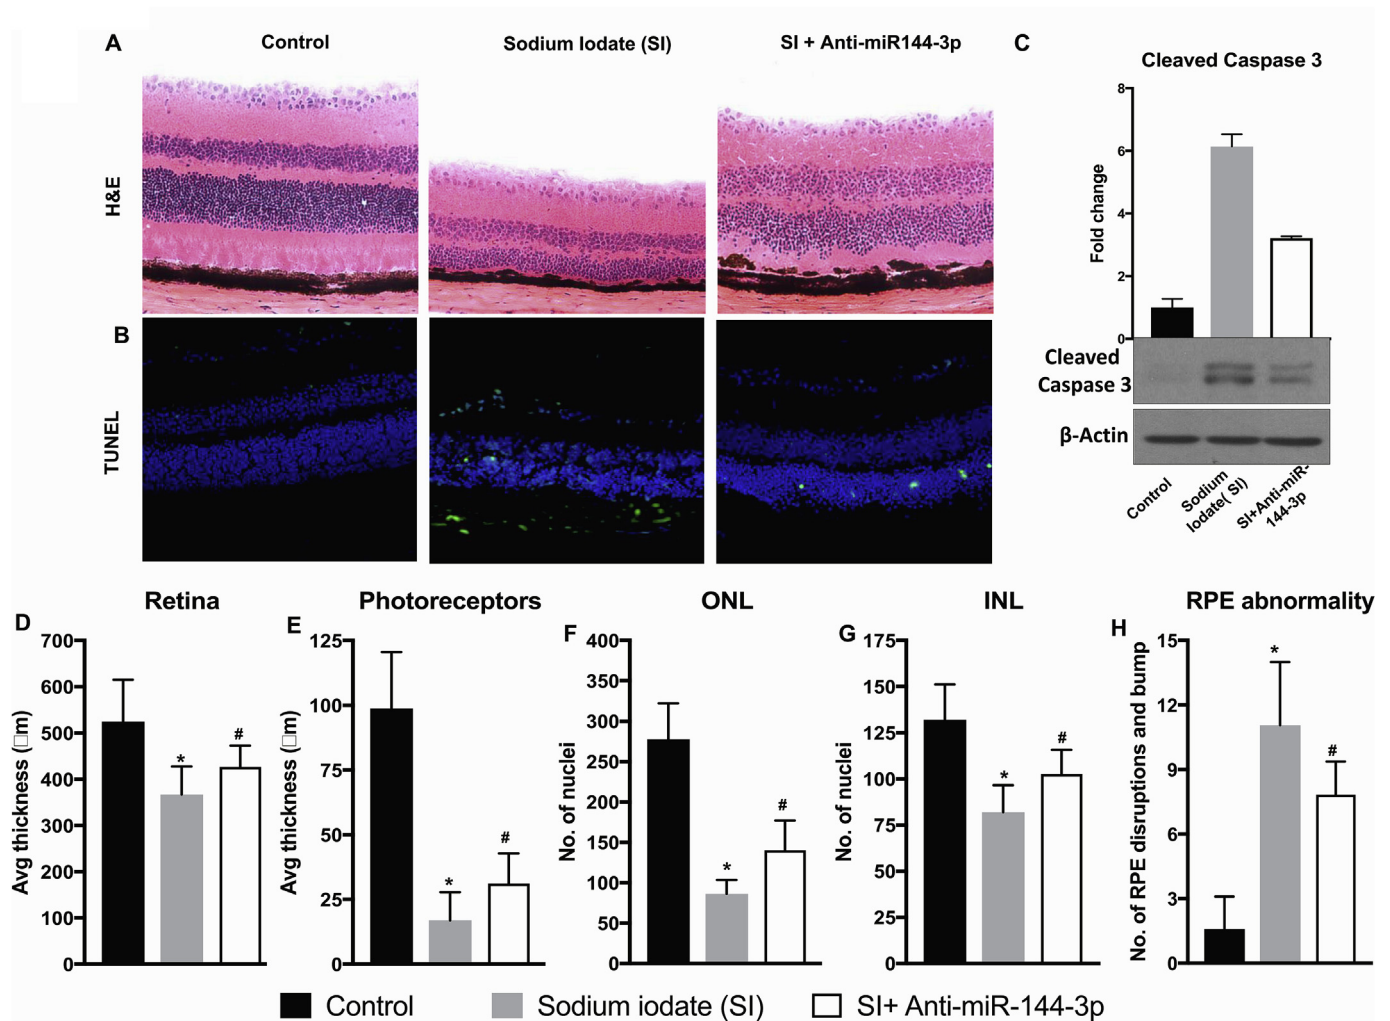 A
Control
Sodium Iodate (SI)
SI + Anti-miR144-3p
H&E
B
TUNEL
C
Cleaved Caspase 3
Fold change
8
6
4
2
0
Cleaved
Caspase 3
β-Actin
Control
Sodium
Iodate( SI)
SI+Anti-miR-
144-3p
D
Retina
Avg thickness (□m)
700
600
500
400
300
200
100
0
*
#
E
Photoreceptors
Avg thickness (□m)
125
100
75
50
25
0
*
#
F
ONL
No. of nuclei
400
350
300
250
200
150
100
50
0
*
#
G
INL
No. of nuclei
175
150
125
100
75
50
25
0
*
#
H
RPE abnormality
No. of RPE disruptions and bump
15
12
9
6
3
0
*
#
Control
Sodium iodate (SI)
SI+ Anti-miR-144-3p